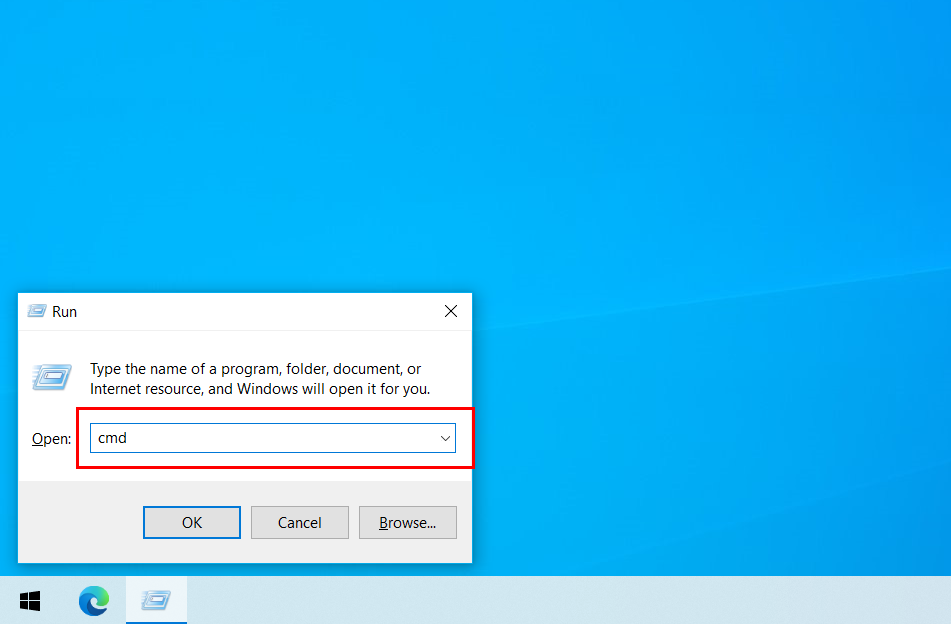 Run
Type the name of a program, folder, document, or
Internet resource, and Windows will open it for you.
Open: cmd
OK Cancel Browse...